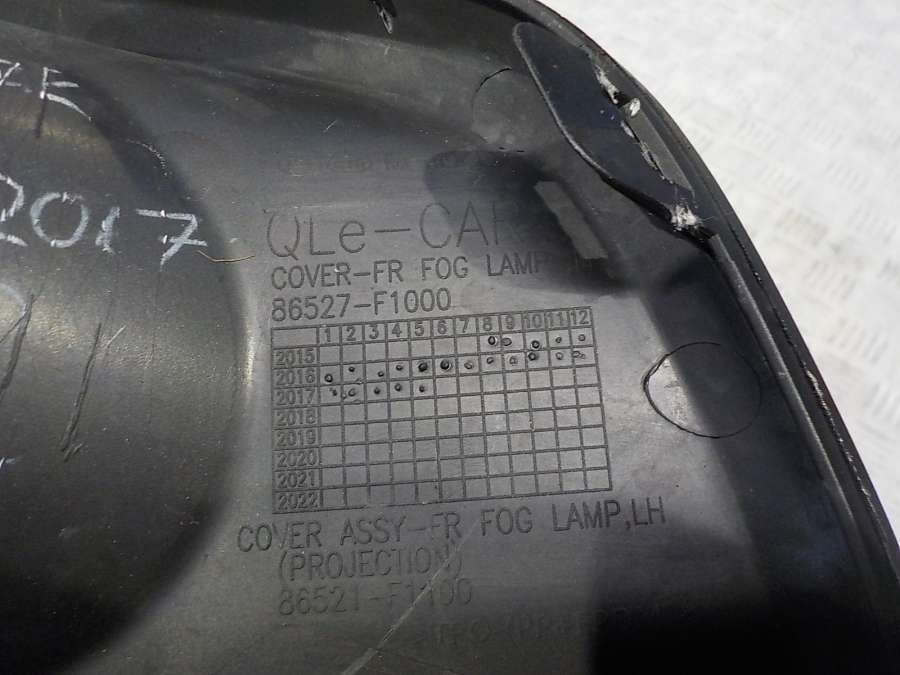 2017
QLe-CAR
COVER-FR FOG LAMP
86527-F1000
1 2 3 4 5 6 7 8 9 10 11 12
2015
2016
2017
2018
2019
2020
2021
2022
COVER ASSY-FR FOG LAMP,LH
(PROJECTION)
86521-F1100